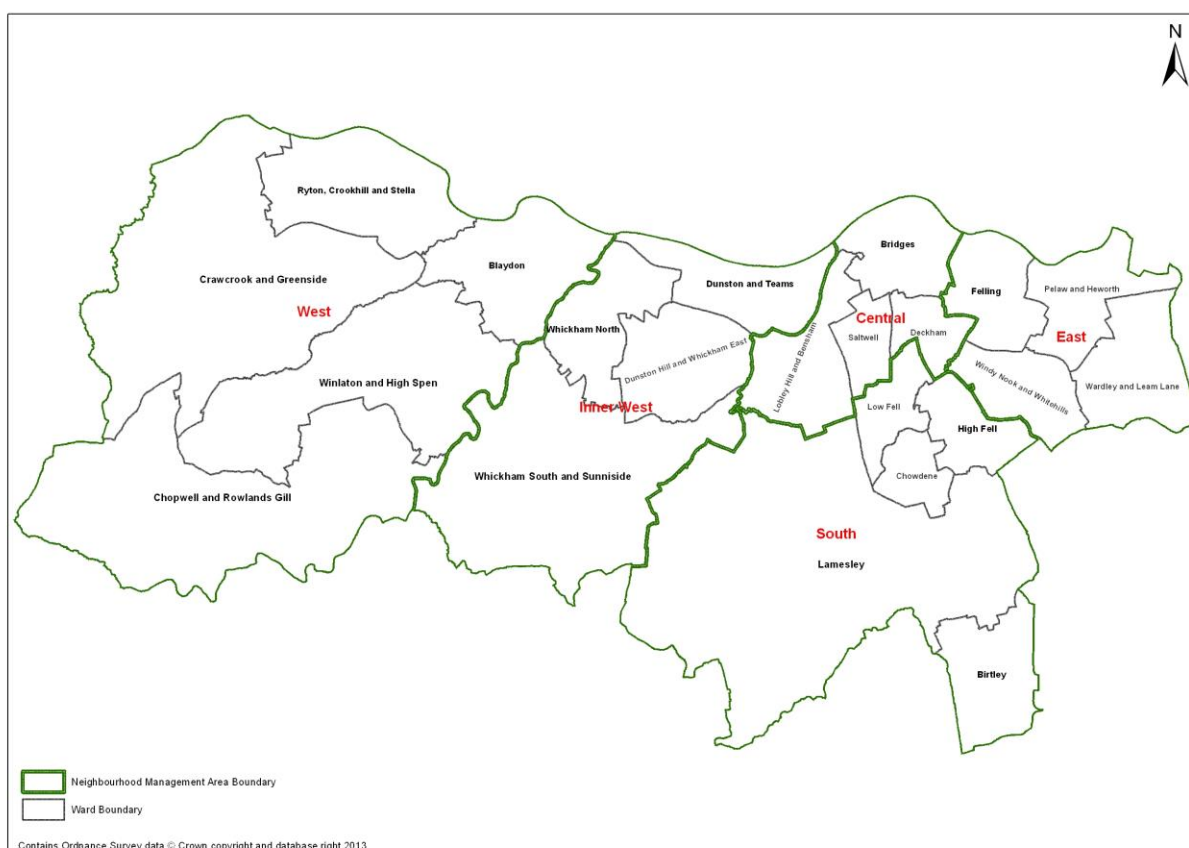 N
Ryton, Crookhill and Stella
Bridges
Blaydon
Crawcrook and Greenside
Dunston and Teams
Felling
Pelaw and Heworth
West
Central
East
Whickham North
Saltwell
Deckham
Dunston Hill and Whickham East
Lobley Hill and Bensham
Windy Nook and Whitehills
Wardley and Leam Lane
Winlaton and High Spen
Inner West
Low Fell
High Fell
Chopwell and Rowlands Gill
Whickham South and Sunniside
Chowdene
South
Lamesley
Birtley
Neighbourhood Management Area Boundary
Ward Boundary
Contains Ordnance Survey data © Crown copyright and database right 2013